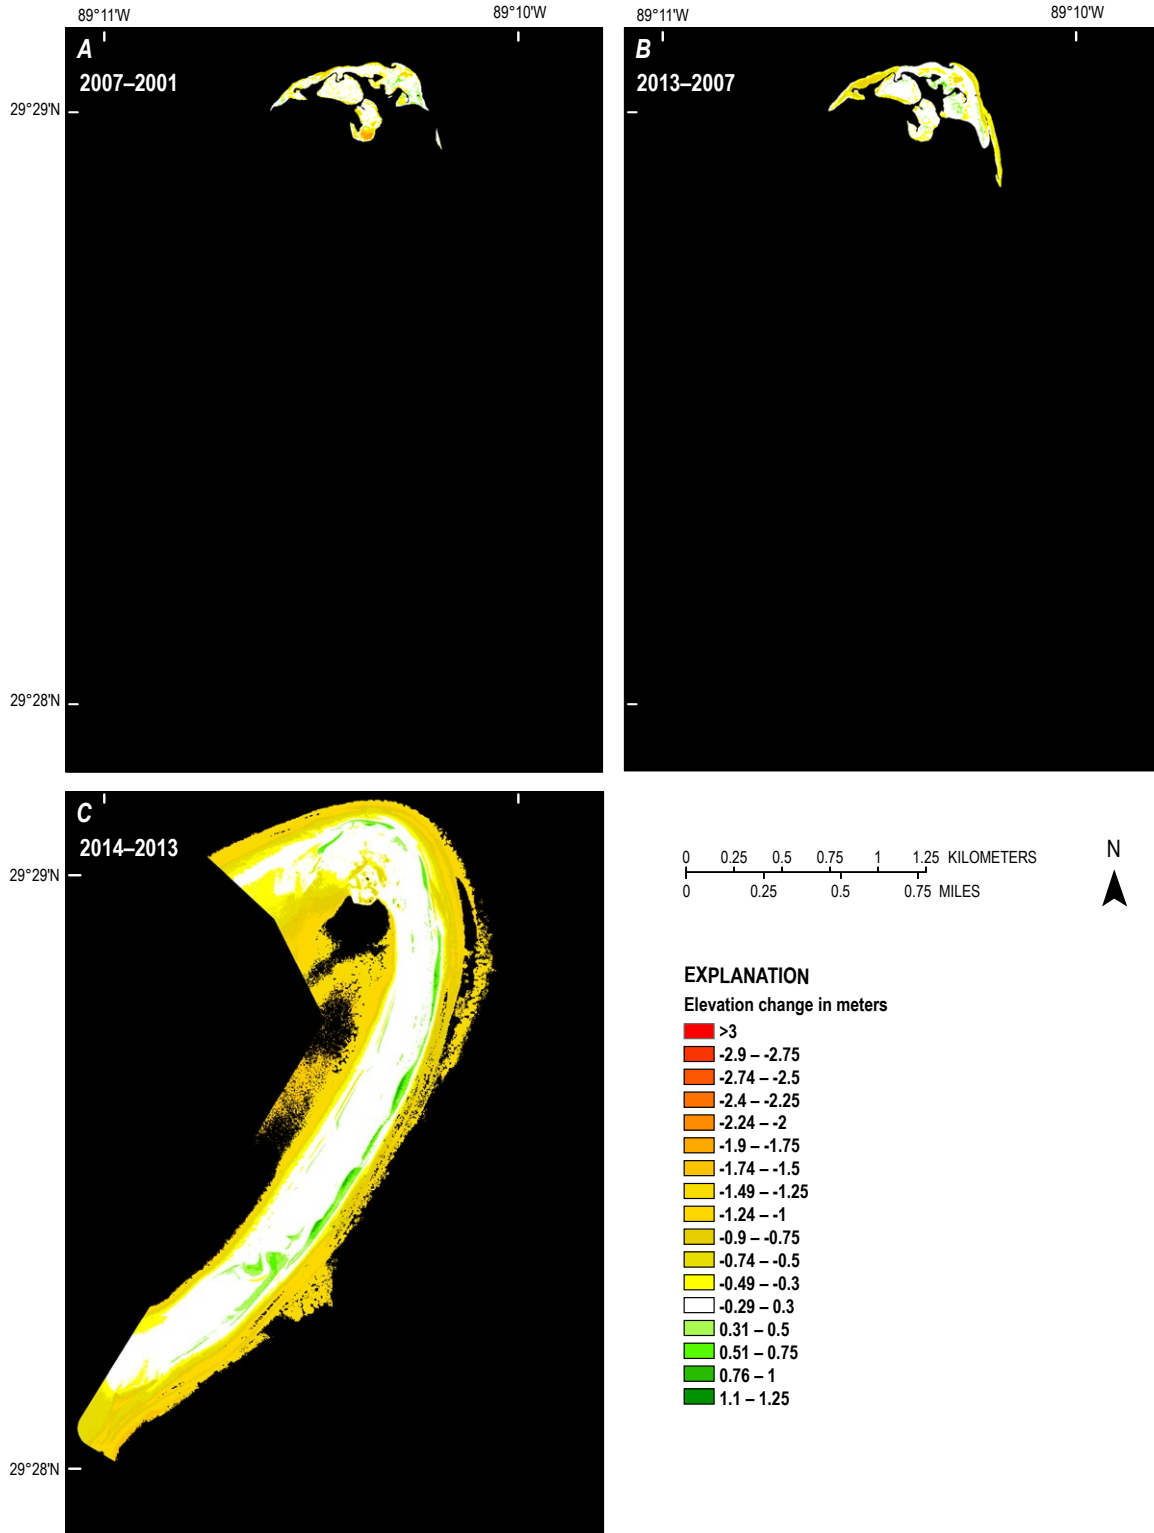 89°11'W 89°10'W 89°11'W 89°10'W
A
2007–2001
B
2013–2007
29°29'N
29°28'N
C
2014–2013
29°29'N
29°28'N
0 0.25 0.5 0.75 1 1.25 KILOMETERS
0 0.25 0.5 0.75 MILES
N
EXPLANATION
Elevation change in meters
>3
-2.9 – -2.75
-2.74 – -2.5
-2.4 – -2.25
-2.24 – -2
-1.9 – -1.75
-1.74 – -1.5
-1.49 – -1.25
-1.24 – -1
-0.9 – -0.75
-0.74 – -0.5
-0.49 – -0.3
-0.29 – 0.3
0.31 – 0.5
0.51 – 0.75
0.76 – 1
1.1 – 1.25